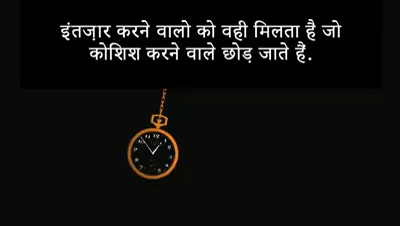 इंतज़ार करने वालो को वही मिलता है जो
कोशिश करने वाले छोड़ जाते हैं.